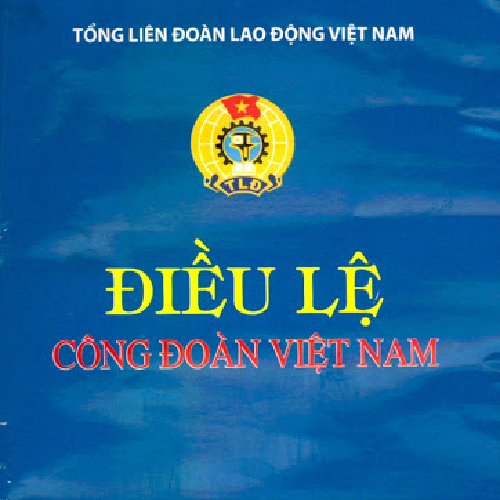 TỔNG LIÊN ĐOÀN LAO ĐỘNG VIỆT NAM
TLĐ
ĐIỀU LỆ
CÔNG ĐOÀN VIỆT NAM